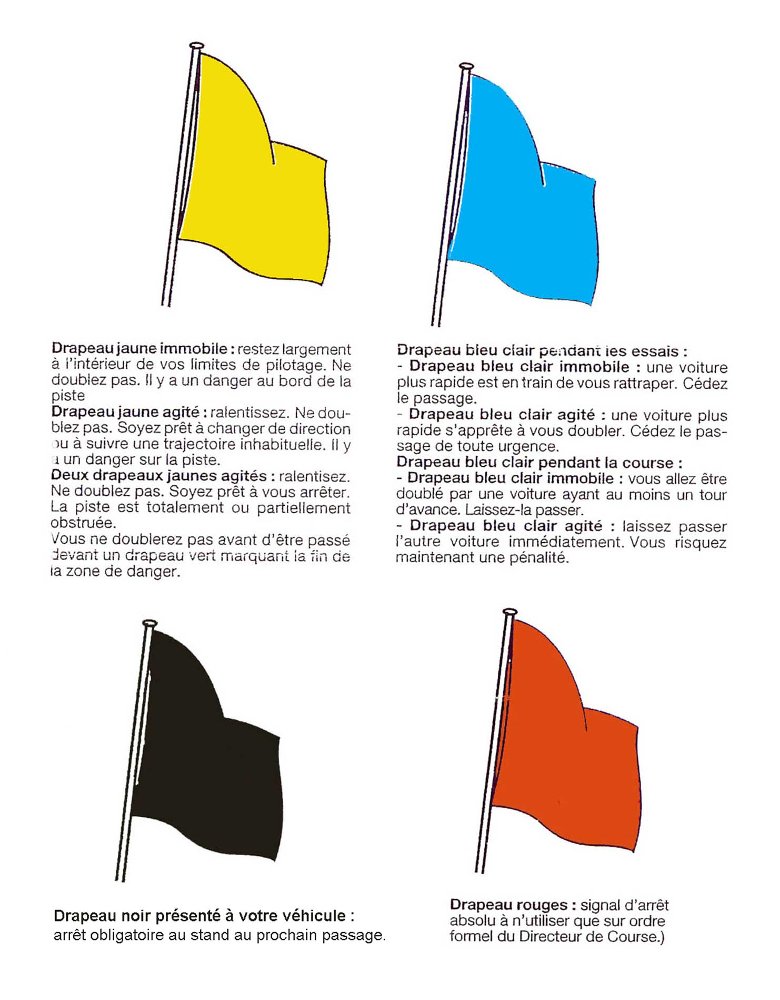 Drapeau jaune immobile : restez largement
à l'intérieur de vos limites de pilotage. Ne
doublez pas. Il y a un danger au bord de la
piste
Drapeau jaune agité : ralentissez. Ne dou-
blez pas. Soyez prêt à changer de direction
ou à suivre une trajectoire inhabituelle. Il y
a un danger sur la piste.
Deux drapeaux jaunes agités : ralentisez.
Ne doublez pas. Soyez prêt à vous arrêter.
La piste est totalement ou partiellement
obstruée.
Vous ne doublerez pas avant d'être passé
devant un drapeau vert marquant la fin de
la zone de danger.
Drapeau bleu clair pendant les essais :
- Drapeau bleu clair immobile : une voiture
plus rapide est en train de vous rattraper. Cédez
le passage.
- Drapeau bleu clair agité : une voiture plus
rapide s'apprête à vous doubler. Cédez le pas-
sage de toute urgence.
Drapeau bleu clair pendant la course :
- Drapeau bleu clair immobile : vous allez être
doublé par une voiture ayant au moins un tour
d'avance. Laissez-la passer.
- Drapeau bleu clair agité : laissez passer
l'autre voiture immédiatement. Vous risquez
maintenant une pénalité.
Drapeau noir présenté à votre véhicule :
arrêt obligatoire au stand au prochain passage.
Drapeau rouges : signal d'arrêt
absolu à n'utiliser que sur ordre
formel du Directeur de Course.)